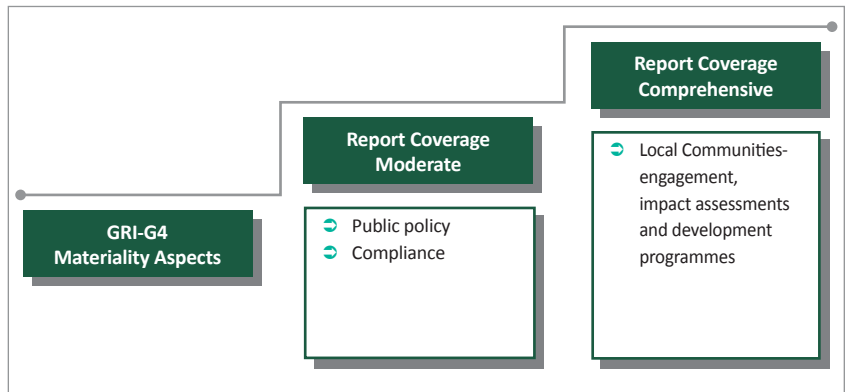 GRI-G4
Materiality Aspects
Report Coverage
Moderate
Public policy
Compliance
Report Coverage
Comprehensive
Local Communities-
engagement,
impact assessments
and development
programmes